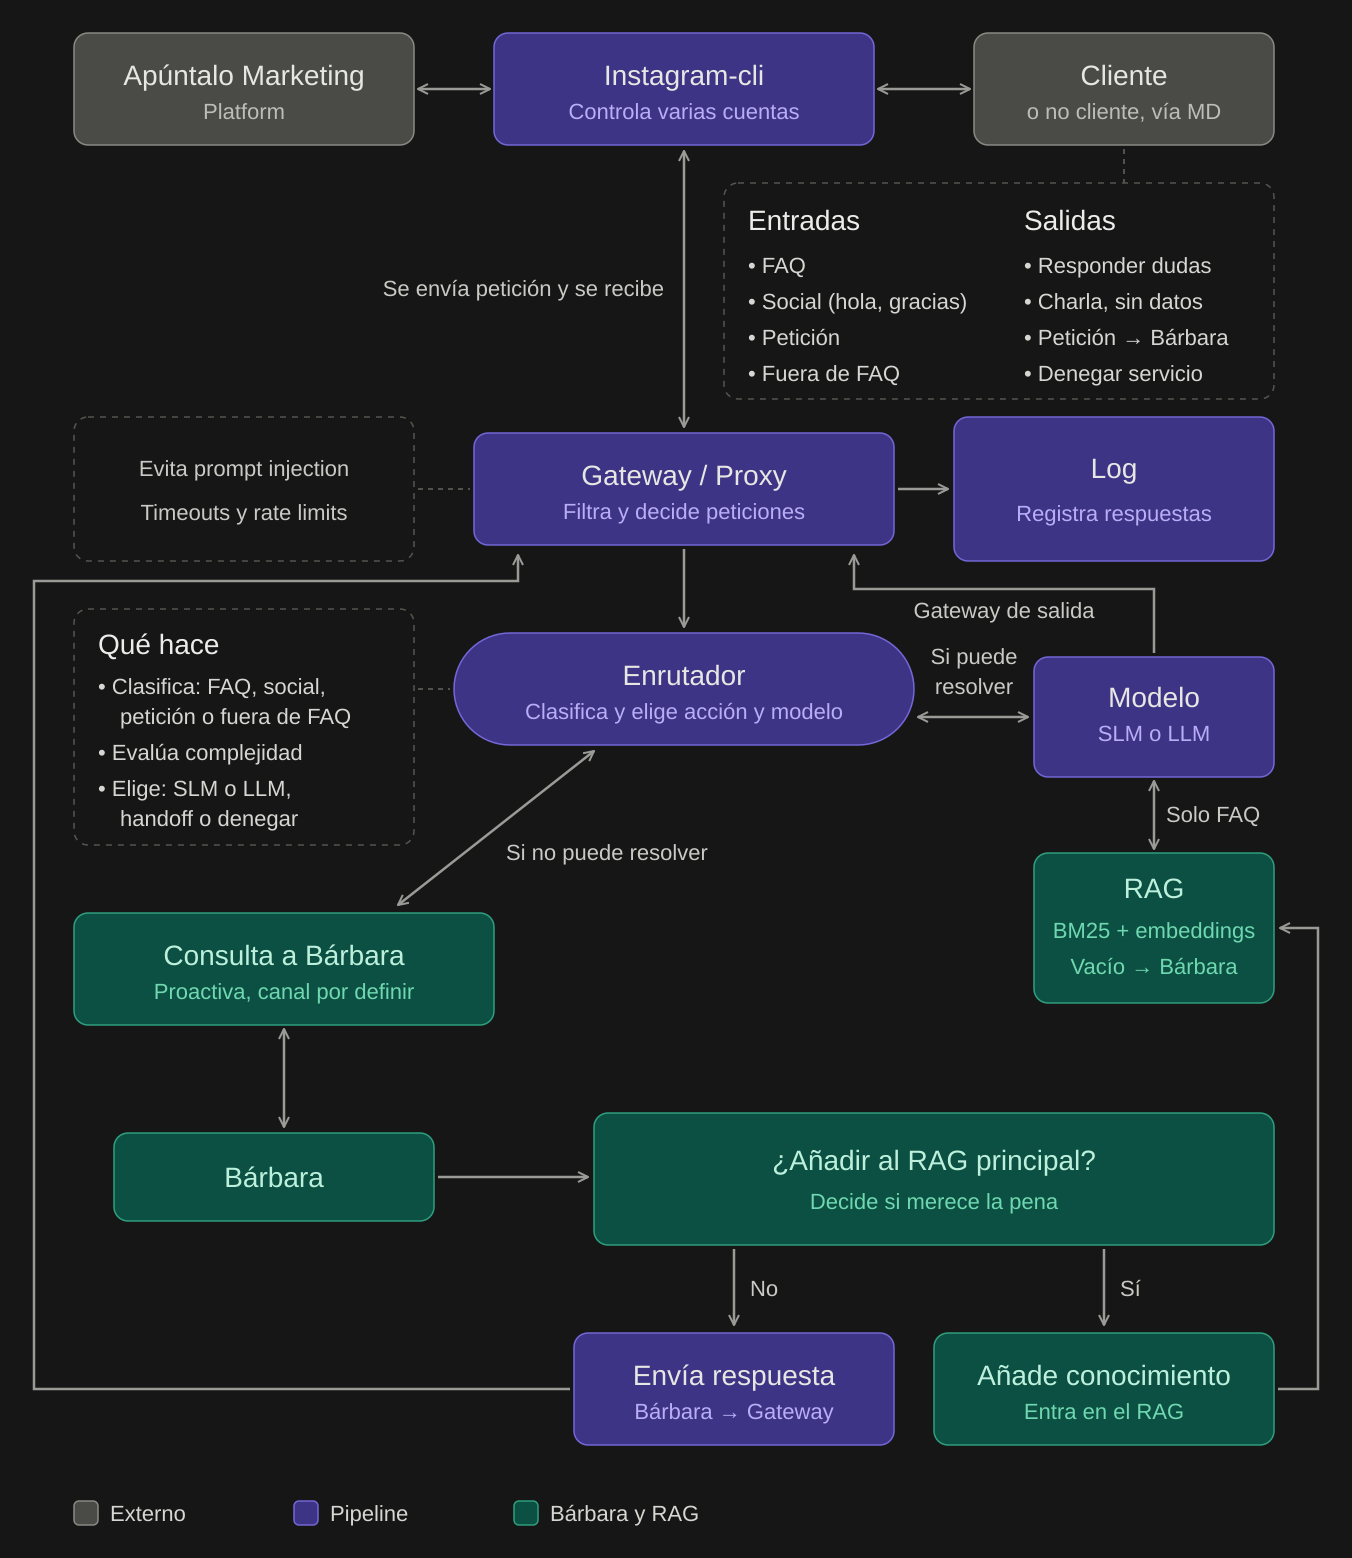 Apúntalo Marketing
Platform
Instagram-cli
Controla varias cuentas
Cliente
o no cliente, vía MD
Entradas
• FAQ
• Social (hola, gracias)
• Petición
• Fuera de FAQ
Salidas
• Responder dudas
• Charla, sin datos
• Petición → Bárbara
• Denegar servicio
Se envía petición y se recibe
Evita prompt injection
Timeouts y rate limits
Gateway / Proxy
Filtra y decide peticiones
Log
Registra respuestas
Gateway de salida
Qué hace
• Clasifica: FAQ, social,
petición o fuera de FAQ
• Evalúa complejidad
• Elige: SLM o LLM,
handoff o denegar
Enrutador
Clasifica y elige acción y modelo
Si puede
resolver
Modelo
SLM o LLM
Solo FAQ
Si no puede resolver
RAG
BM25 + embeddings
Vacío → Bárbara
Consulta a Bárbara
Proactiva, canal por definir
Bárbara
¿Añadir al RAG principal?
Decide si merece la pena
No
Sí
Envía respuesta
Bárbara → Gateway
Añade conocimiento
Entra en el RAG
Externo
Pipeline
Bárbara y RAG